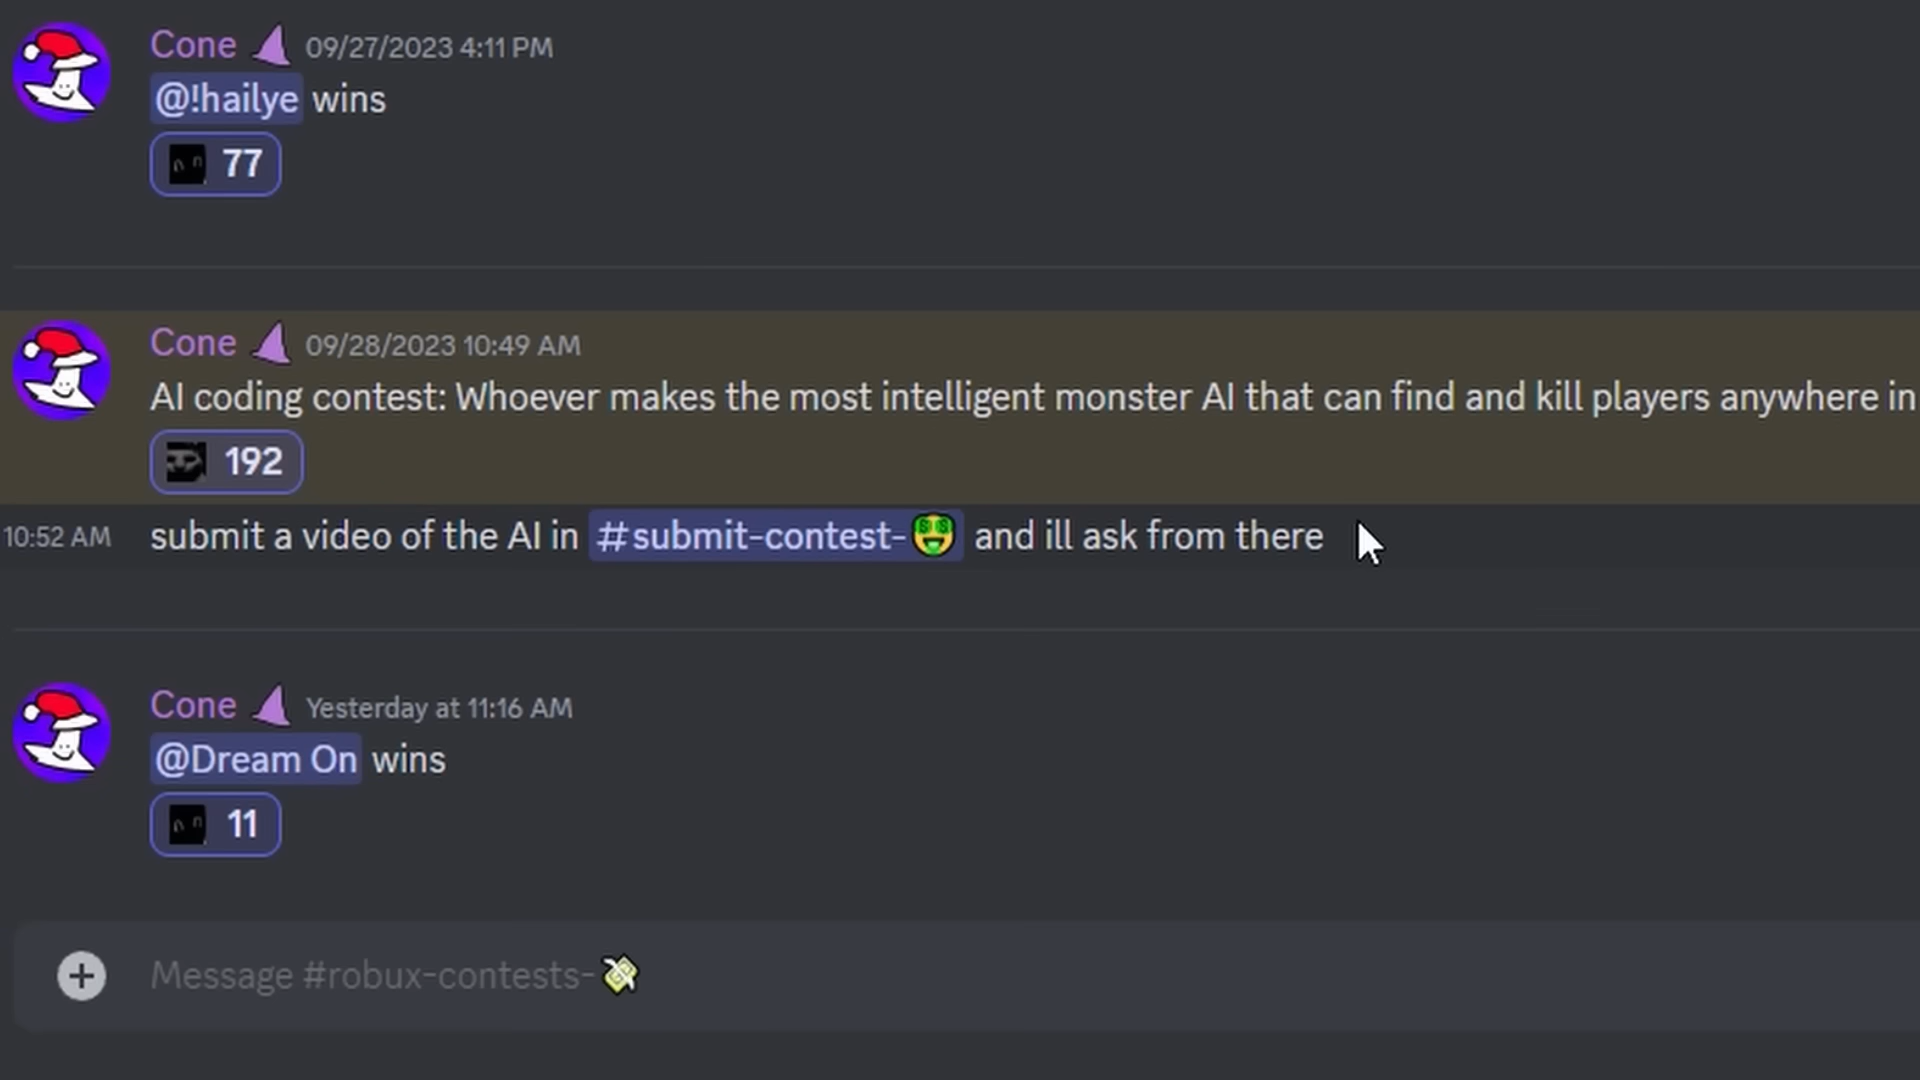 Cone 09/27/2023 4:11 PM
@!hailye wins
77
Cone 09/28/2023 10:49 AM
AI coding contest: Whoever makes the most intelligent monster AI that can find and kill players anywhere in
192
10:52 AM submit a video of the AI in #submit-contest-🤑 and ill ask from there
Cone Yesterday at 11:16 AM
@Dream On wins
11
Message #robux-contests-💸